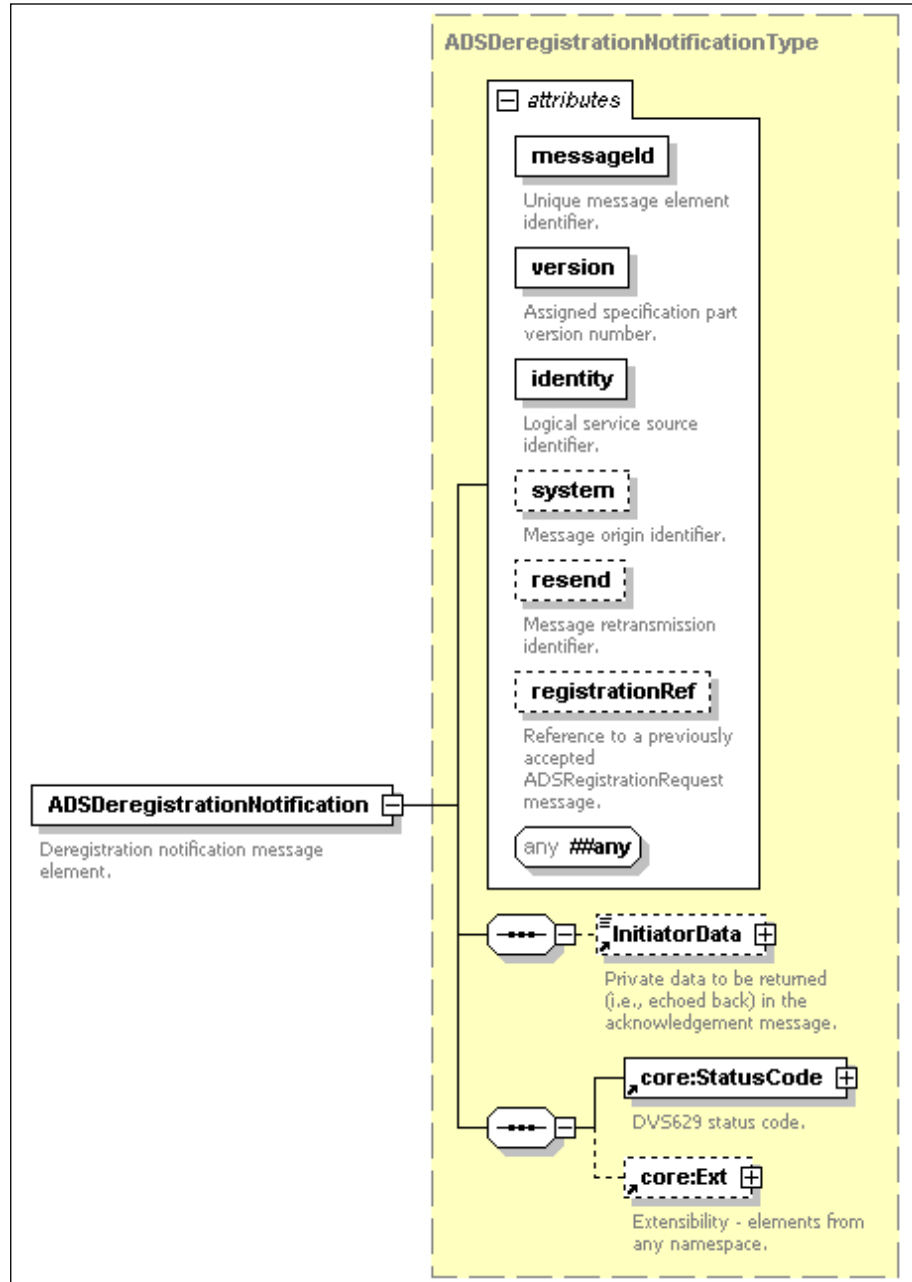 ADSDeregistrationNotificationType
attributes
messageId
Unique message element
identifier.
version
Assigned specification part
version number.
identity
Logical service source
identifier.
system
Message origin identifier.
resend
Message retransmission
identifier.
registrationRef
Reference to a previously
accepted
ADSRegistrationRequest
message.
any ##any
ADSDeregistrationNotification
Deregistration notification message
element.
InitiatorData
Private data to be returned
(i.e., echoed back) in the
acknowledgement message.
core:StatusCode
DVS629 status code.
core:Ext
Extensibility - elements from
any namespace.